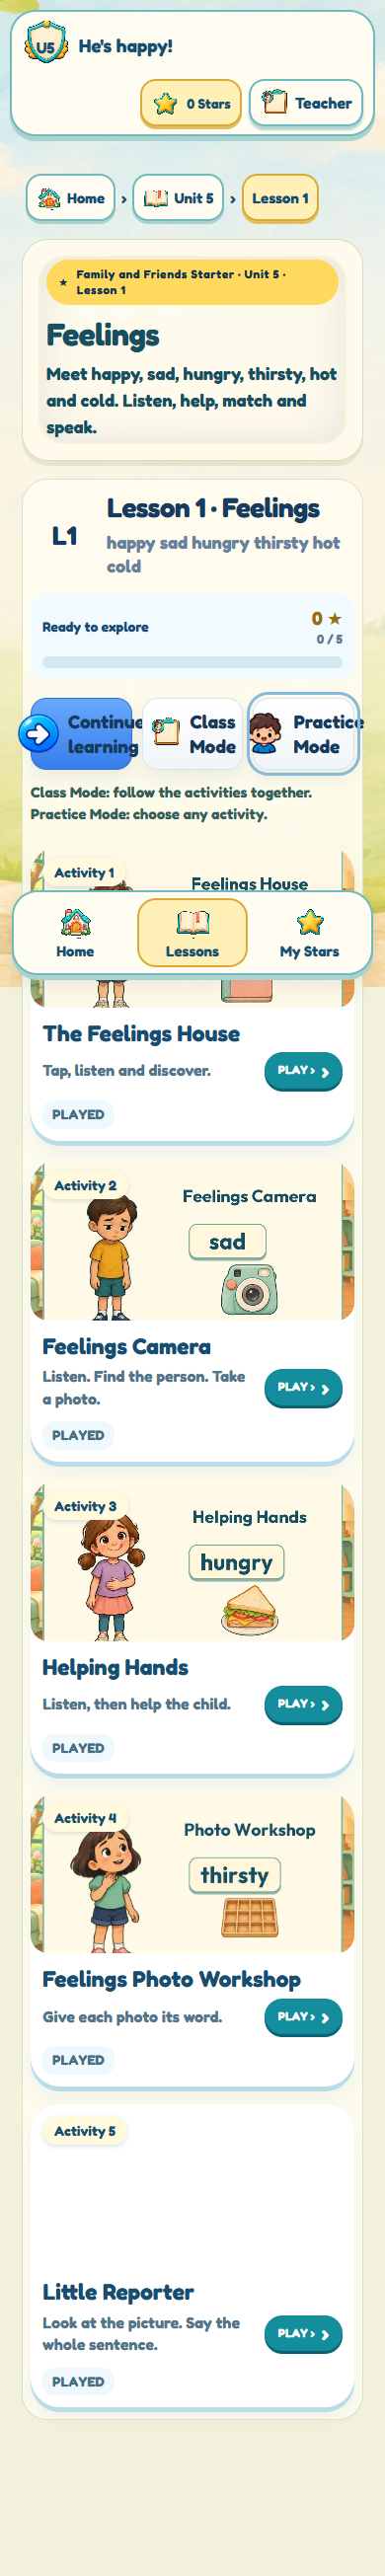 U5
He's happy!
0 Stars
Teacher
Home
›
Unit 5
›
Lesson 1
★ Family and Friends Starter · Unit 5 ·
Lesson 1
Feelings
Meet happy, sad, hungry, thirsty, hot
and cold. Listen, help, match and
speak.
L1
Lesson 1 · Feelings
happy sad hungry thirsty hot
cold
Ready to explore
0 ★
0 / 5
Continue
learning
Class
Mode
Practice
Mode
Class Mode: follow the activities together.
Practice Mode: choose any activity.
Activity 1
Feelings House
Home
Lessons
My Stars
The Feelings House
Tap, listen and discover.
PLAY › ›
PLAYED
Activity 2
Feelings Camera
sad
Feelings Camera
Listen. Find the person. Take
a photo.
PLAY › ›
PLAYED
Activity 3
Helping Hands
hungry
Helping Hands
Listen, then help the child.
PLAY › ›
PLAYED
Activity 4
Photo Workshop
thirsty
Feelings Photo Workshop
Give each photo its word.
PLAY › ›
PLAYED
Activity 5
Little Reporter
Look at the picture. Say the
whole sentence.
PLAY › ›
PLAYED